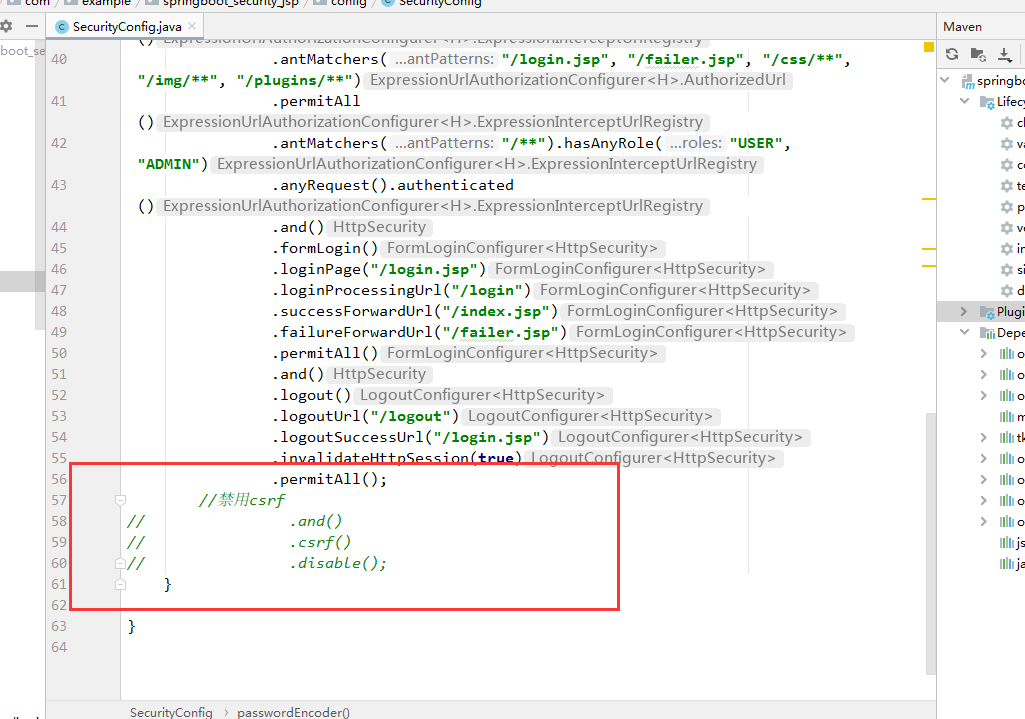 com example springboot_security_jsp config SecurityConfig
SecurityConfig.java
Maven
boot_se
() ExpressionUrlAuthorizationConfigurer<H>.ExpressionInterceptUrlRegistry
40 .antMatchers( ...antPatterns: "/login.jsp", "/failer.jsp", "/css/**",
"/img/**", "/plugins/**") ExpressionUrlAuthorizationConfigurer<H>.AuthorizedUrl
41 .permitAll
() ExpressionUrlAuthorizationConfigurer<H>.ExpressionInterceptUrlRegistry
42 .antMatchers( ...antPatterns: "/**").hasAnyRole( ...roles: "USER",
"ADMIN") ExpressionUrlAuthorizationConfigurer<H>.ExpressionInterceptUrlRegistry
43 .anyRequest().authenticated
() ExpressionUrlAuthorizationConfigurer<H>.ExpressionInterceptUrlRegistry
44 .and() HttpSecurity
45 .formLogin() FormLoginConfigurer<HttpSecurity>
46 .loginPage("/login.jsp") FormLoginConfigurer<HttpSecurity>
47 .loginProcessingUrl("/login") FormLoginConfigurer<HttpSecurity>
48 .successForwardUrl("/index.jsp") FormLoginConfigurer<HttpSecurity>
49 .failureForwardUrl("/failer.jsp") FormLoginConfigurer<HttpSecurity>
50 .permitAll() FormLoginConfigurer<HttpSecurity>
51 .and() HttpSecurity
52 .logout() LogoutConfigurer<HttpSecurity>
53 .logoutUrl("/logout") LogoutConfigurer<HttpSecurity>
54 .logoutSuccessUrl("/login.jsp") LogoutConfigurer<HttpSecurity>
55 .invalidateHttpSession(true) LogoutConfigurer<HttpSecurity>
56 .permitAll();
57 //禁用csrf
58 // .and()
59 // .csrf()
60 // .disable();
61 }
62
63 }
64
SecurityConfig › passwordEncoder()
springbo
Lifecy
cl
va
co
te
p
ve
in
si
d
Plugi
Depe
o
o
o
m
tk
o
o
o
o
js
ja